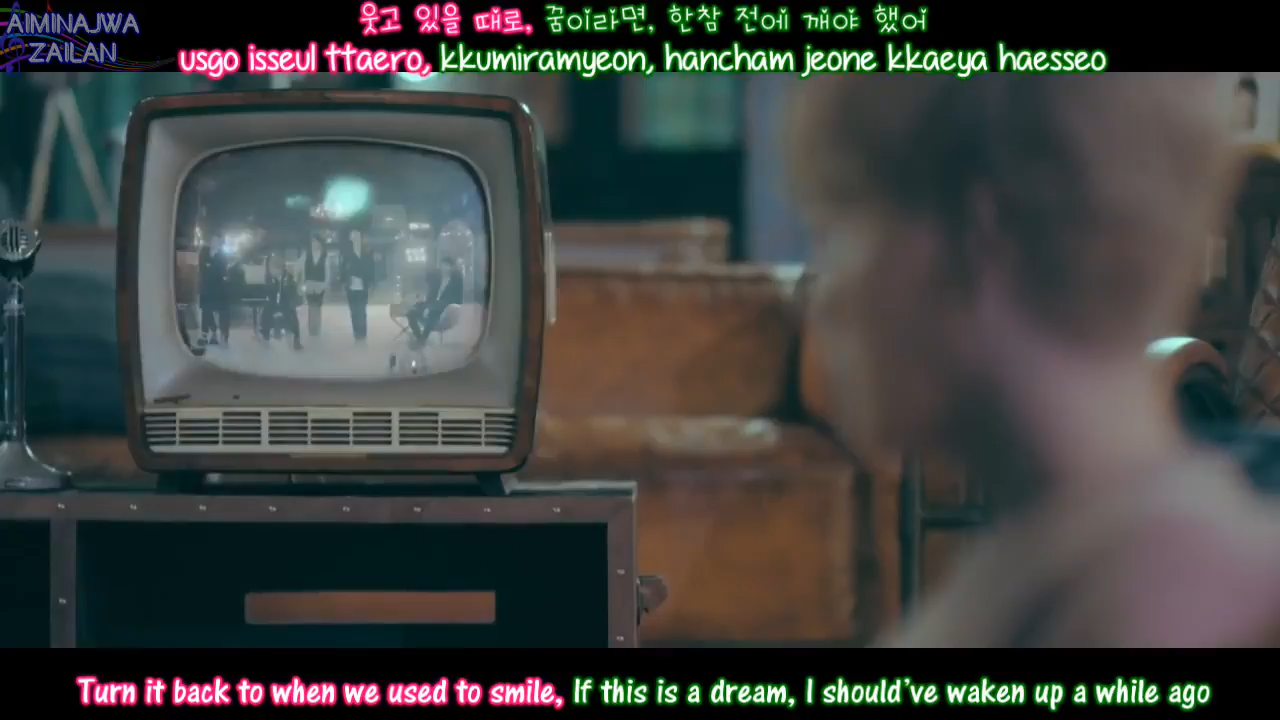 AIMINAJWA
ZAILAN
웃고 있을 때로, 꿈이라면, 한참 전에 깨야 했어
usgo isseul ttaero, kkumiramyeon, hancham jeone kkaeya haesseo
Turn it back to when we used to smile, If this is a dream, I should've waken up a while ago